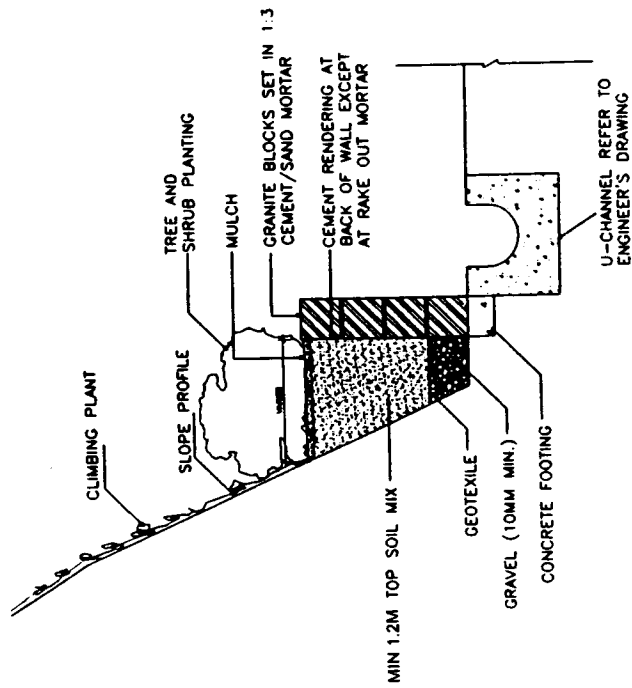 CLIMBING PLANT
SLOPE PROFILE
TREE AND
SHRUB PLANTING
MULCH
GRANITE BLOCKS SET IN 1:3
CEMENT/SAND MORTAR
CEMENT RENDERING AT
BACK OF WALL EXCEPT
AT RAKE OUT MORTAR
MIN 1.2M TOP SOIL MIX
GEOTEXILE
GRAVEL (10MM MIN.)
CONCRETE FOOTING
U-CHANNEL REFER TO
ENGINEER'S DRAWING